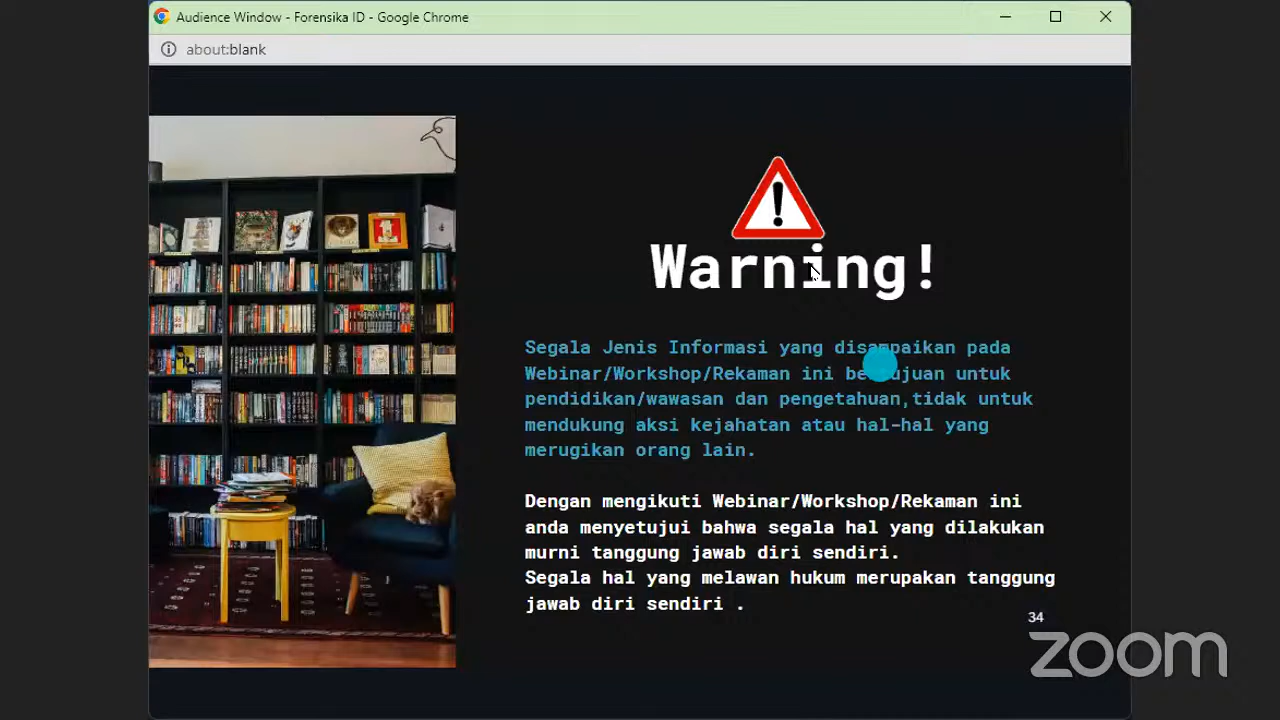 Audience Window - Forensika ID - Google Chrome
about:blank
Warning!
Segala Jenis Informasi yang disampaikan pada
Webinar/Workshop/Rekaman ini bertujuan untuk
pendidikan/wawasan dan pengetahuan,tidak untuk
mendukung aksi kejahatan atau hal-hal yang
merugikan orang lain.
Dengan mengikuti Webinar/Workshop/Rekaman ini
anda menyetujui bahwa segala hal yang dilakukan
murni tanggung jawab diri sendiri.
Segala hal yang melawan hukum merupakan tanggung
jawab diri sendiri .
34
zoom